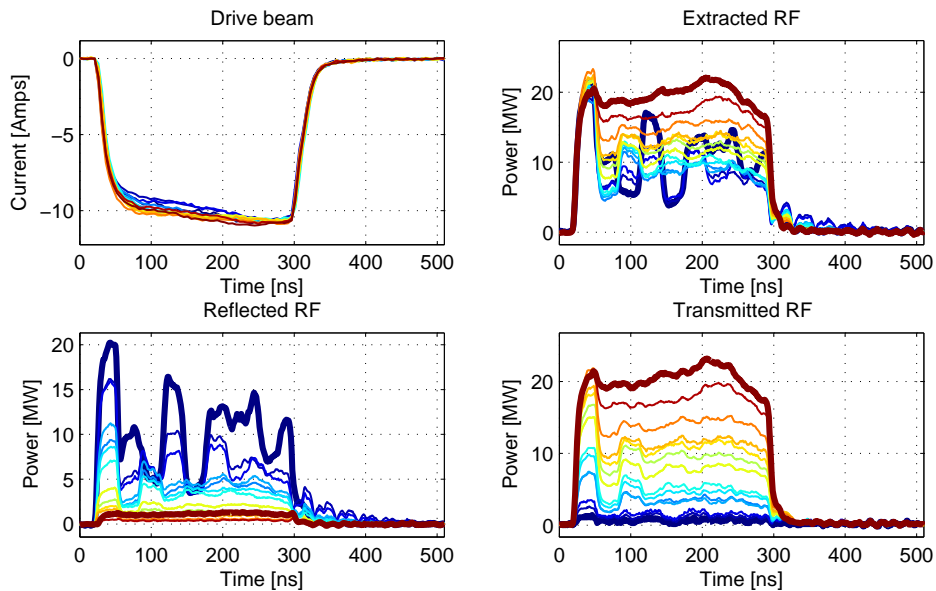 Drive beam
Current [Amps]
0
−5
−10
0 100 200 300 400 500
Time [ns]
Extracted RF
Power [MW]
20
10
0
0 100 200 300 400 500
Time [ns]
Reflected RF
Power [MW]
20
15
10
5
0
0 100 200 300 400 500
Time [ns]
Transmitted RF
Power [MW]
20
10
0
0 100 200 300 400 500
Time [ns]